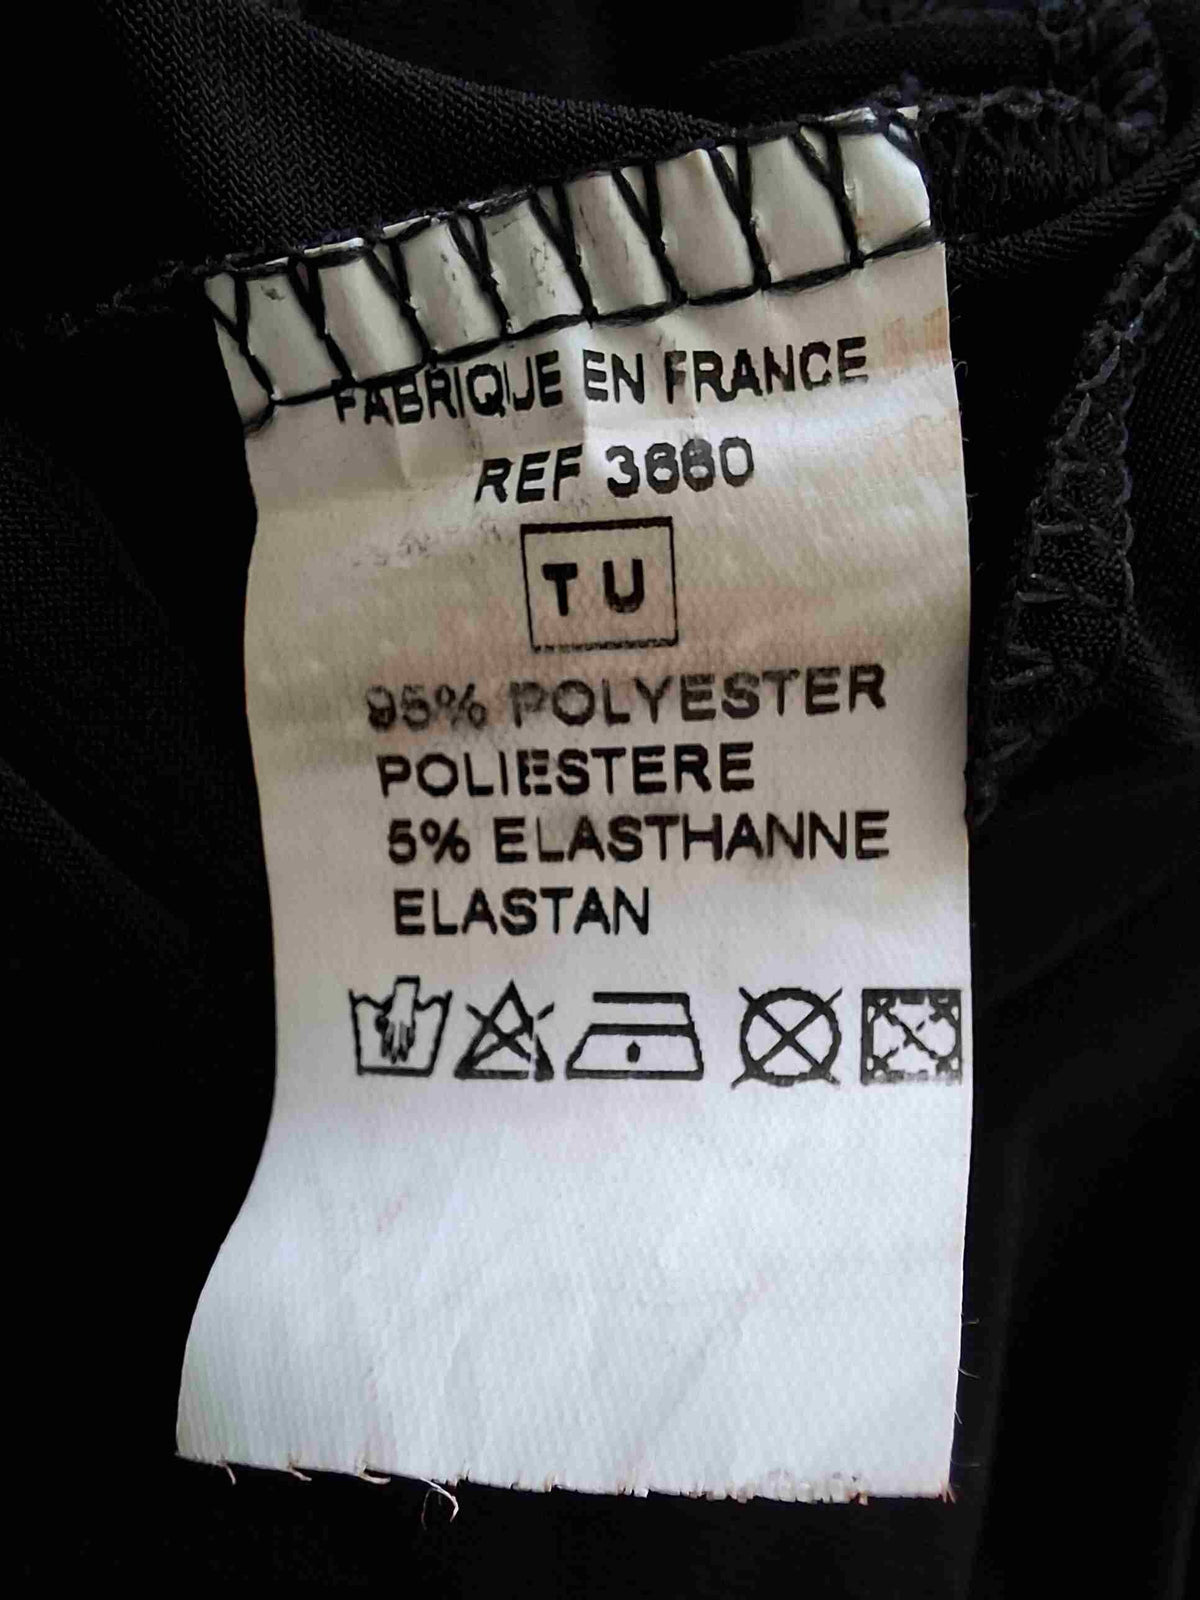 FABRIQUE EN FRANCE
REF 3660
TU
95% POLYESTER
POLIESTERE
5% ELASTHANNE
ELASTAN